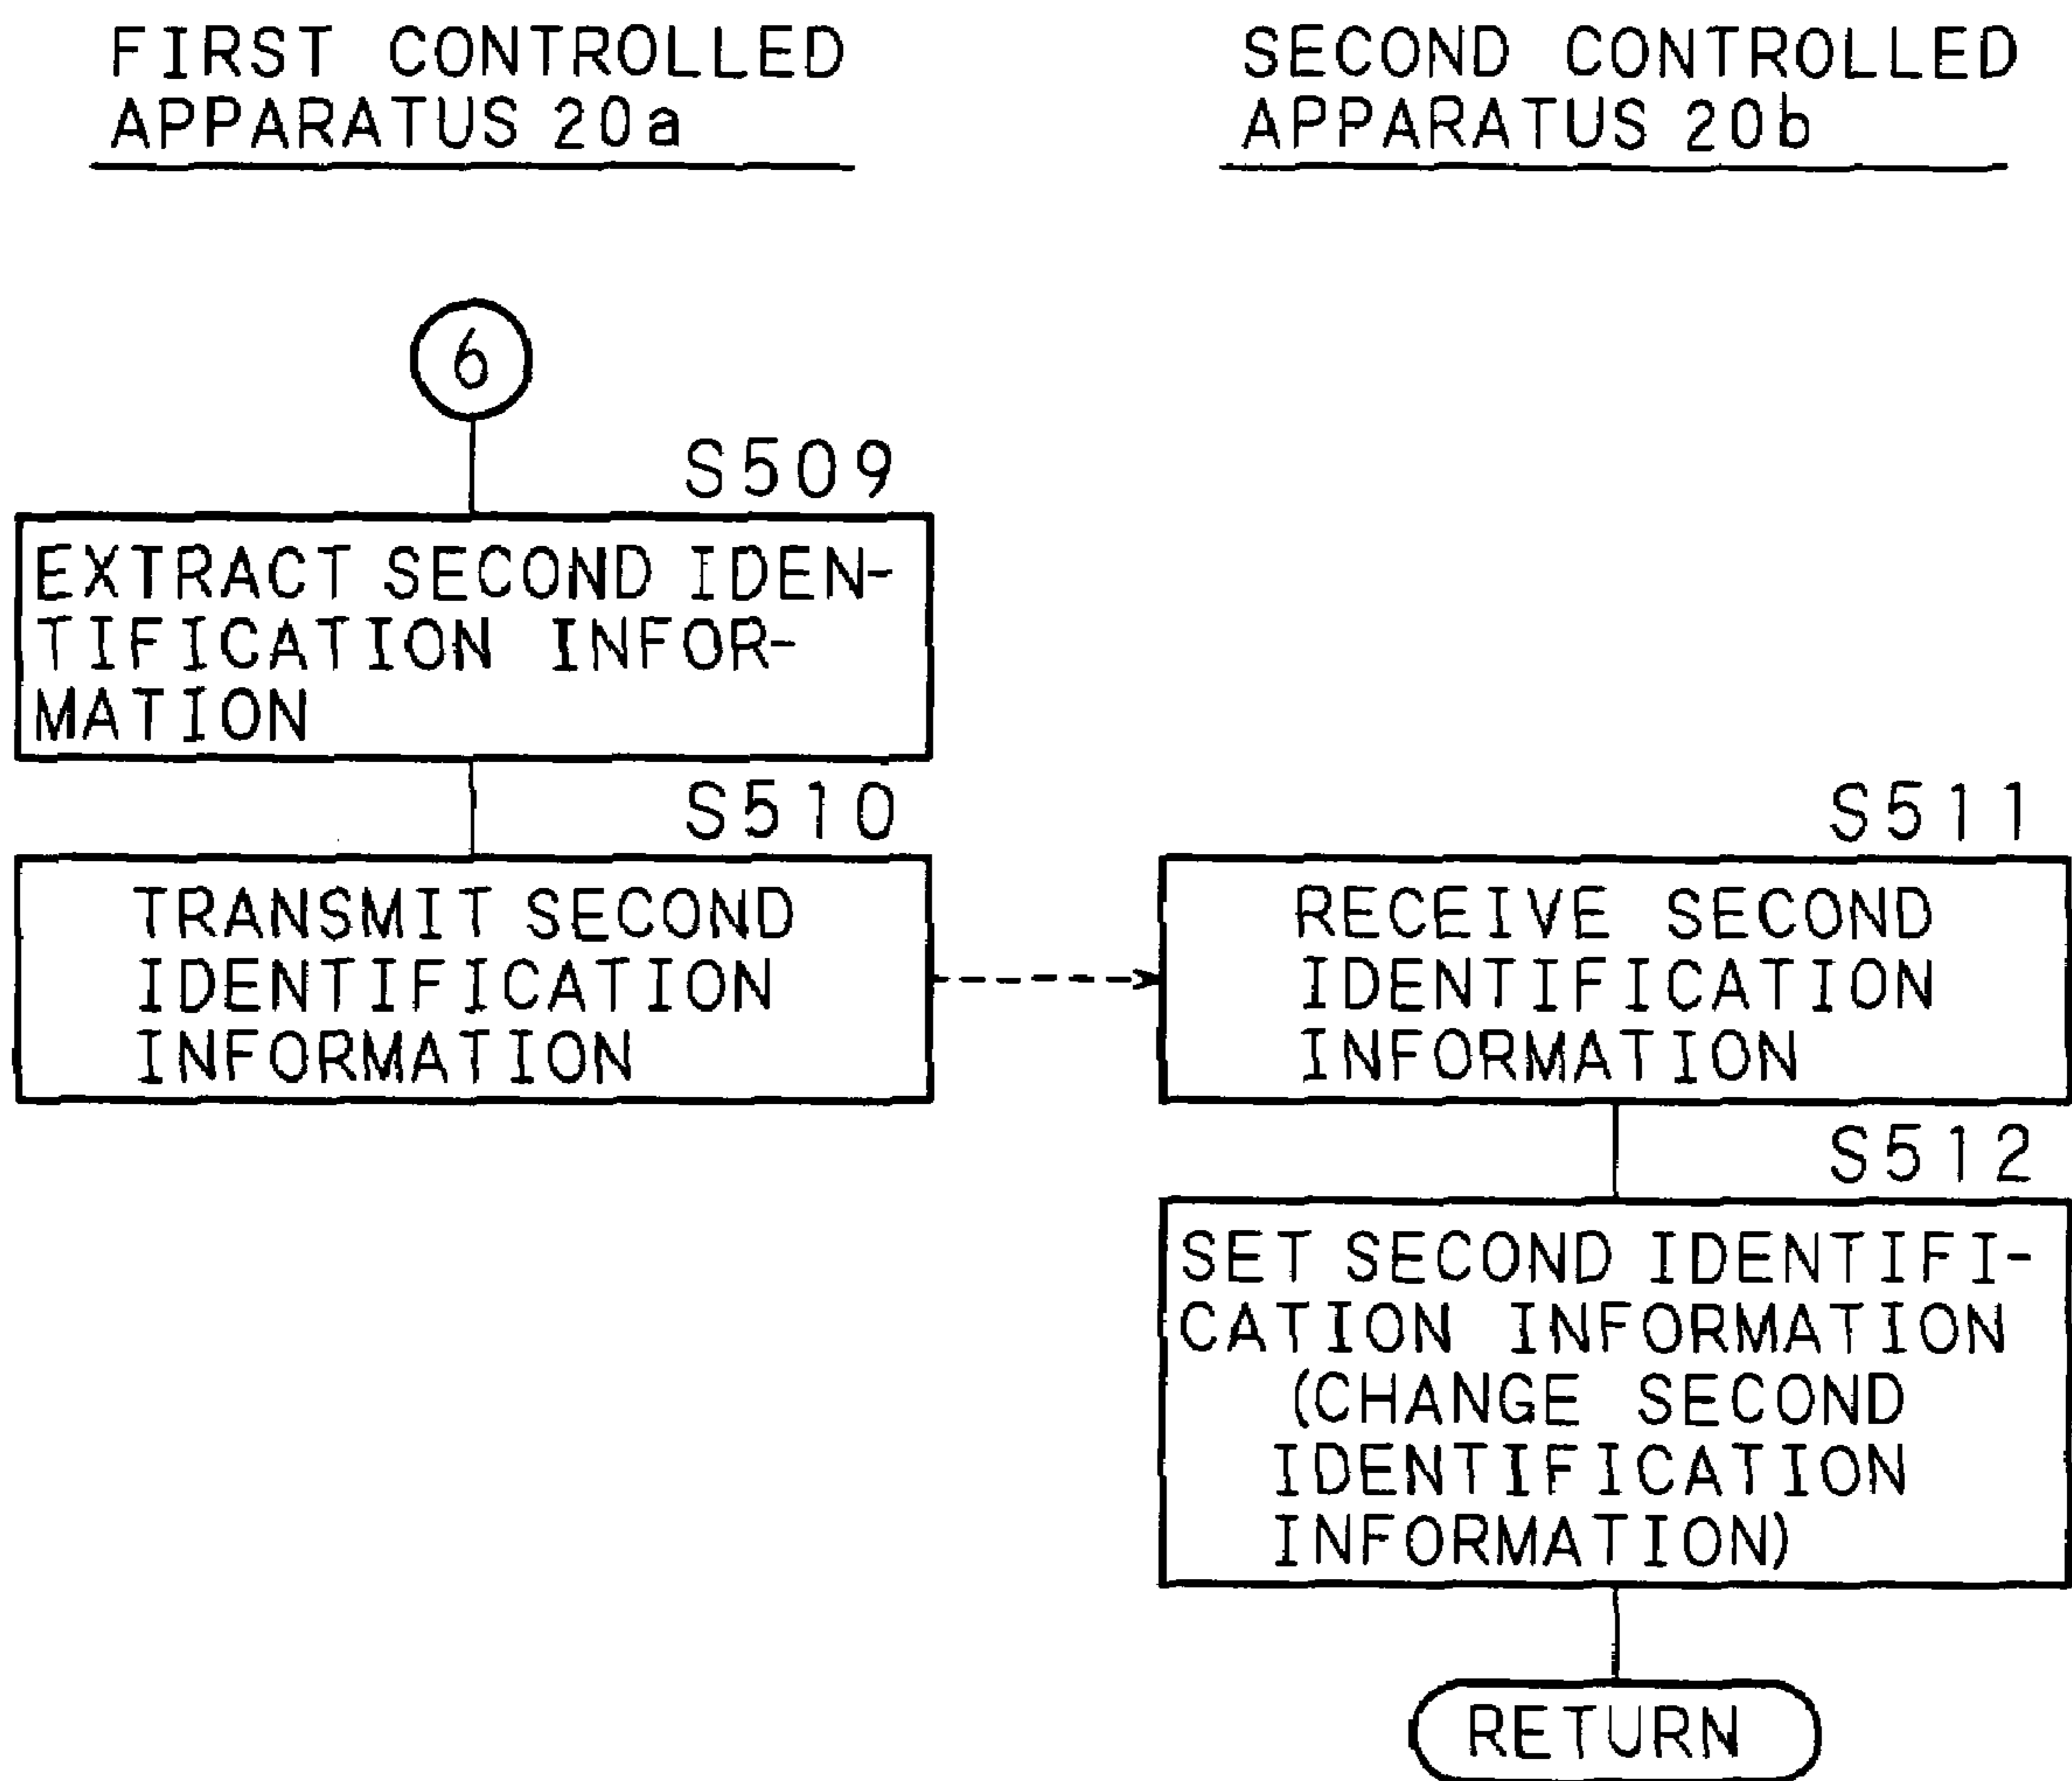 FIRST CONTROLLED
APPARATUS 20a
SECOND CONTROLLED
APPARATUS 20b
6
S509
EXTRACT SECOND IDEN-
TIFICATION INFOR-
MATION
S510
TRANSMIT SECOND
IDENTIFICATION
INFORMATION
S511
RECEIVE SECOND
IDENTIFICATION
INFORMATION
S512
SET SECOND IDENTIFI-
CATION INFORMATION
(CHANGE SECOND
IDENTIFICATION
INFORMATION)
RETURN